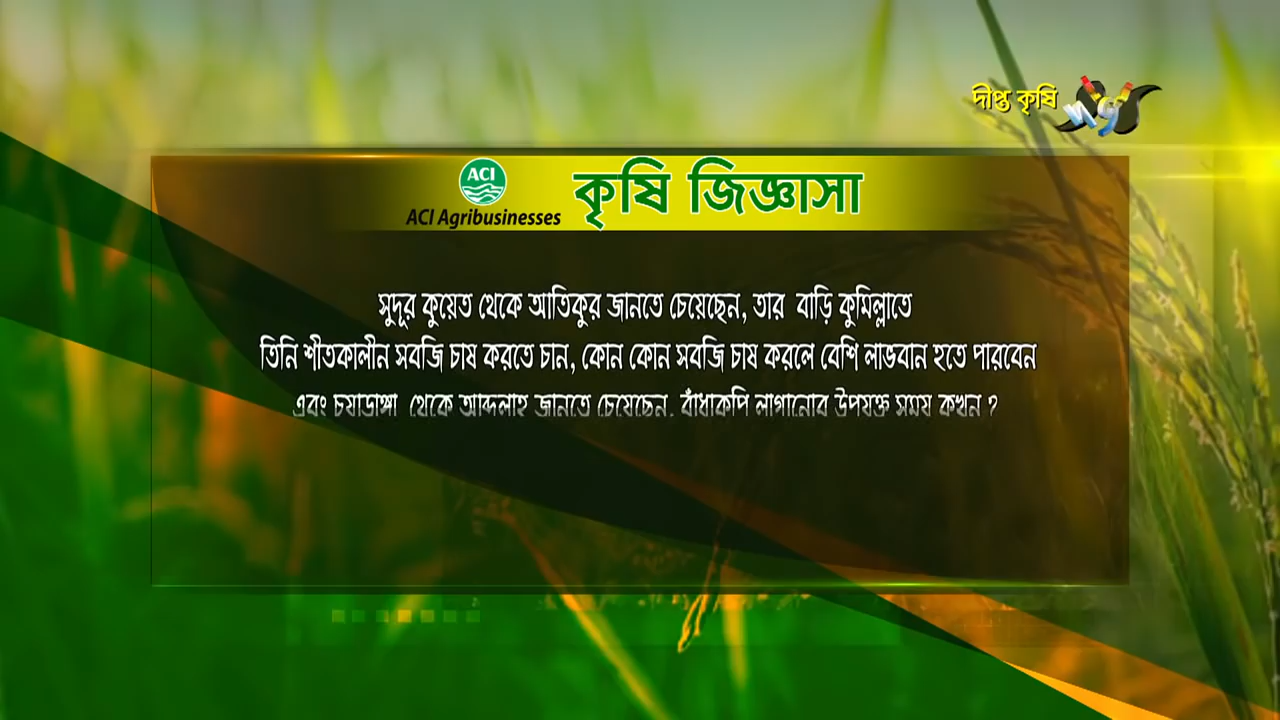 দীপ্ত কৃষি
ACI
ACI Agribusinesses
কৃষি জিজ্ঞাসা
সুদূর কুয়েত থেকে আতিকুর জানতে চেয়েছেন, তার বাড়ি কুমিল্লাতে
তিনি শীতকালীন সবজি চাষ করতে চান, কোন কোন সবজি চাষ করলে বেশি লাভবান হতে পারবেন
এবং চুয়াডাঙ্গা থেকে আব্দুল্লাহ জানতে চেয়েছেন, বাঁধাকপি লাগানোর উপযুক্ত সময় কখন ?